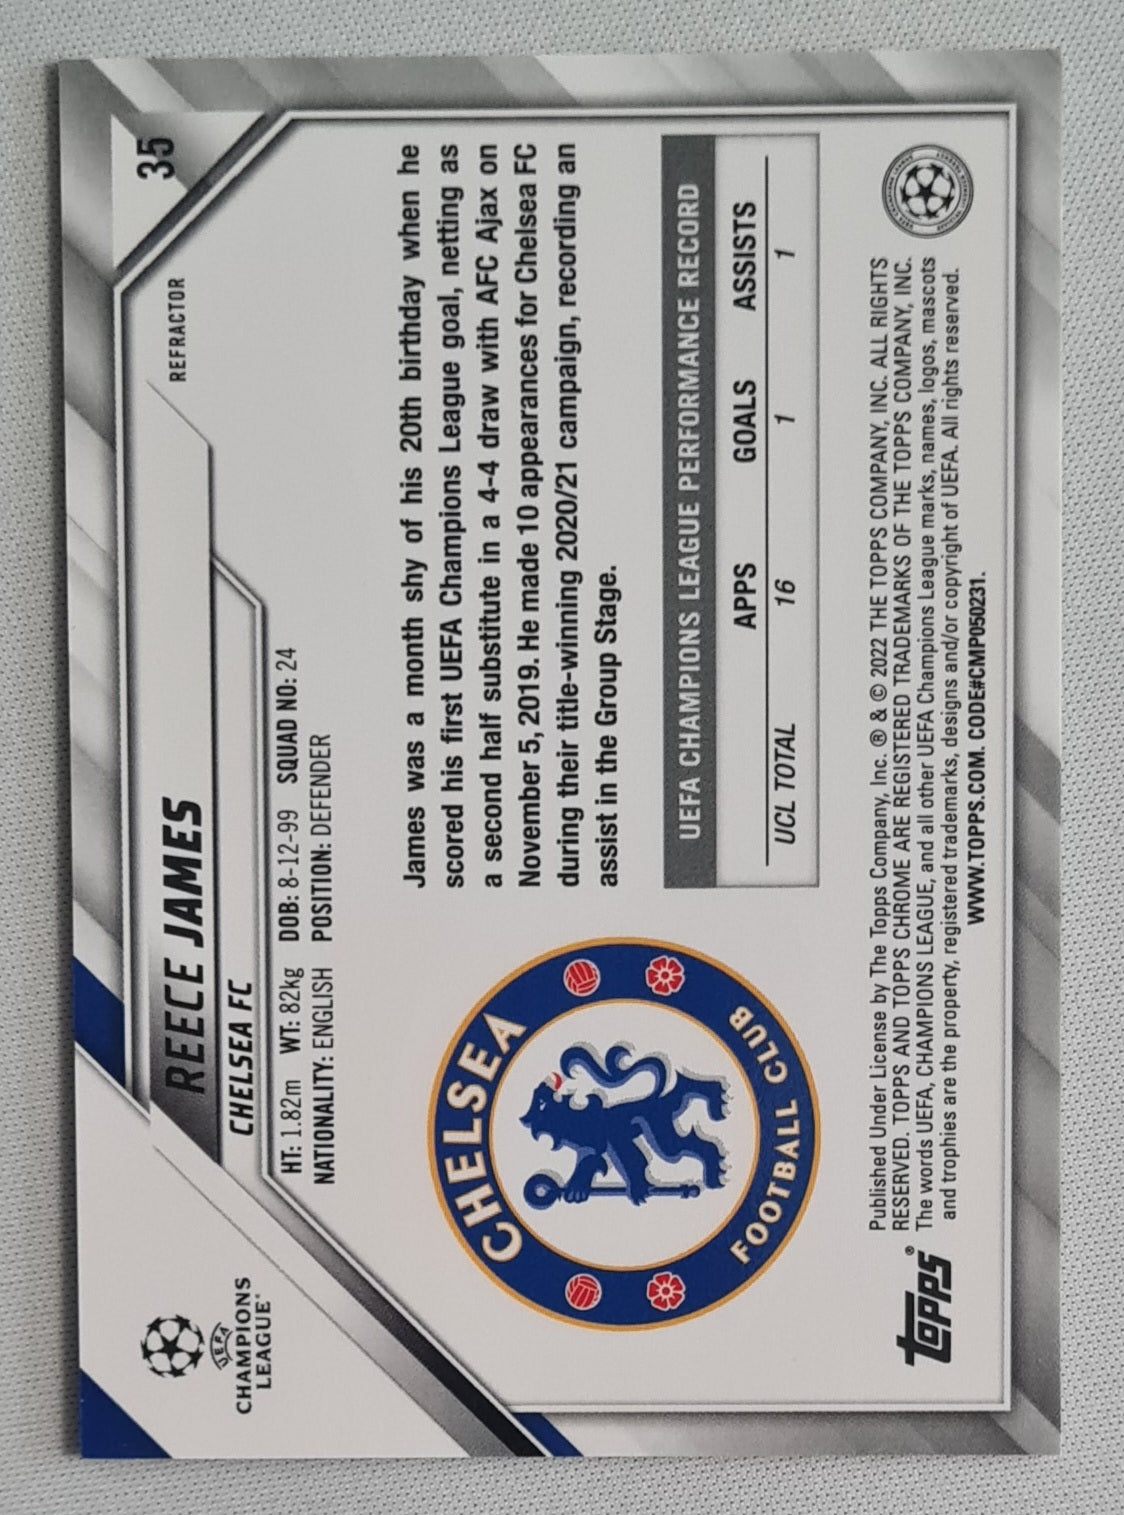 35
REFRACTOR
UEFA
CHAMPIONS
LEAGUE
REECE JAMES
CHELSEA FC
HT: 1.82m WT: 82kg DOB: 8-12-99 SQUAD NO: 24
NATIONALITY: ENGLISH POSITION: DEFENDER
CHELSEA
FOOTBALL CLUB
James was a month shy of his 20th birthday when he
scored his first UEFA Champions League goal, netting as
a second half substitute in a 4-4 draw with AFC Ajax on
November 5, 2019. He made 10 appearances for Chelsea FC
during their title-winning 2020/21 campaign, recording an
assist in the Group Stage.
UEFA CHAMPIONS LEAGUE PERFORMANCE RECORD
APPS GOALS ASSISTS
UCL TOTAL 16 1 1
topps®
Published Under License by The Topps Company, Inc. ® & © 2022 THE TOPPS COMPANY, INC. ALL RIGHTS
RESERVED. TOPPS AND TOPPS CHROME ARE REGISTERED TRADEMARKS OF THE TOPPS COMPANY, INC.
The words UEFA, CHAMPIONS LEAGUE, and all other UEFA Champions League marks, names, logos, mascots
and trophies are the property, registered trademarks, designs and/or copyright of UEFA. All rights reserved.
WWW.TOPPS.COM. CODE#CMP050231.